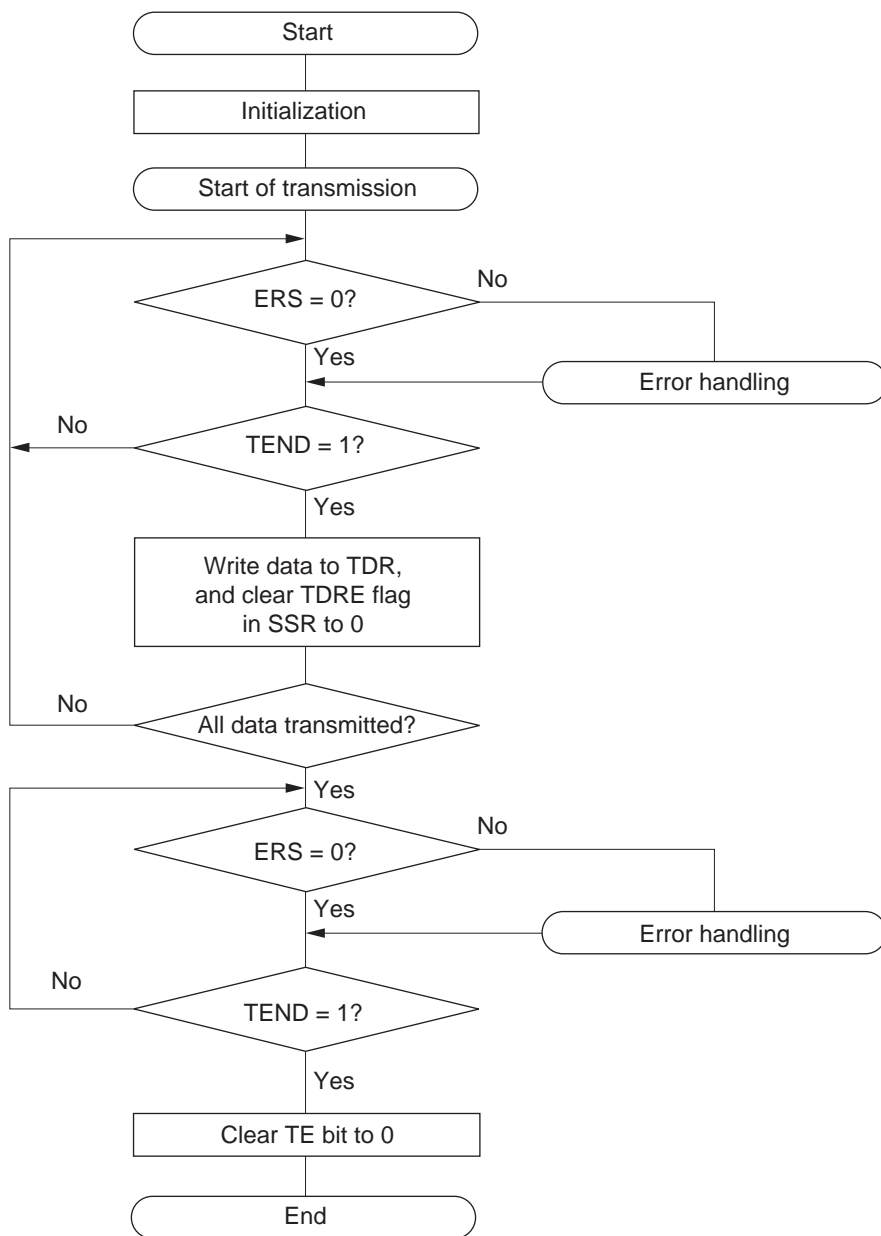 Start
Initialization
Start of transmission
ERS = 0?
No
Yes
Error handling
No
TEND = 1?
Yes
Write data to TDR,
and clear TDRE flag
in SSR to 0
No
All data transmitted?
Yes
ERS = 0?
No
Yes
Error handling
No
TEND = 1?
Yes
Clear TE bit to 0
End